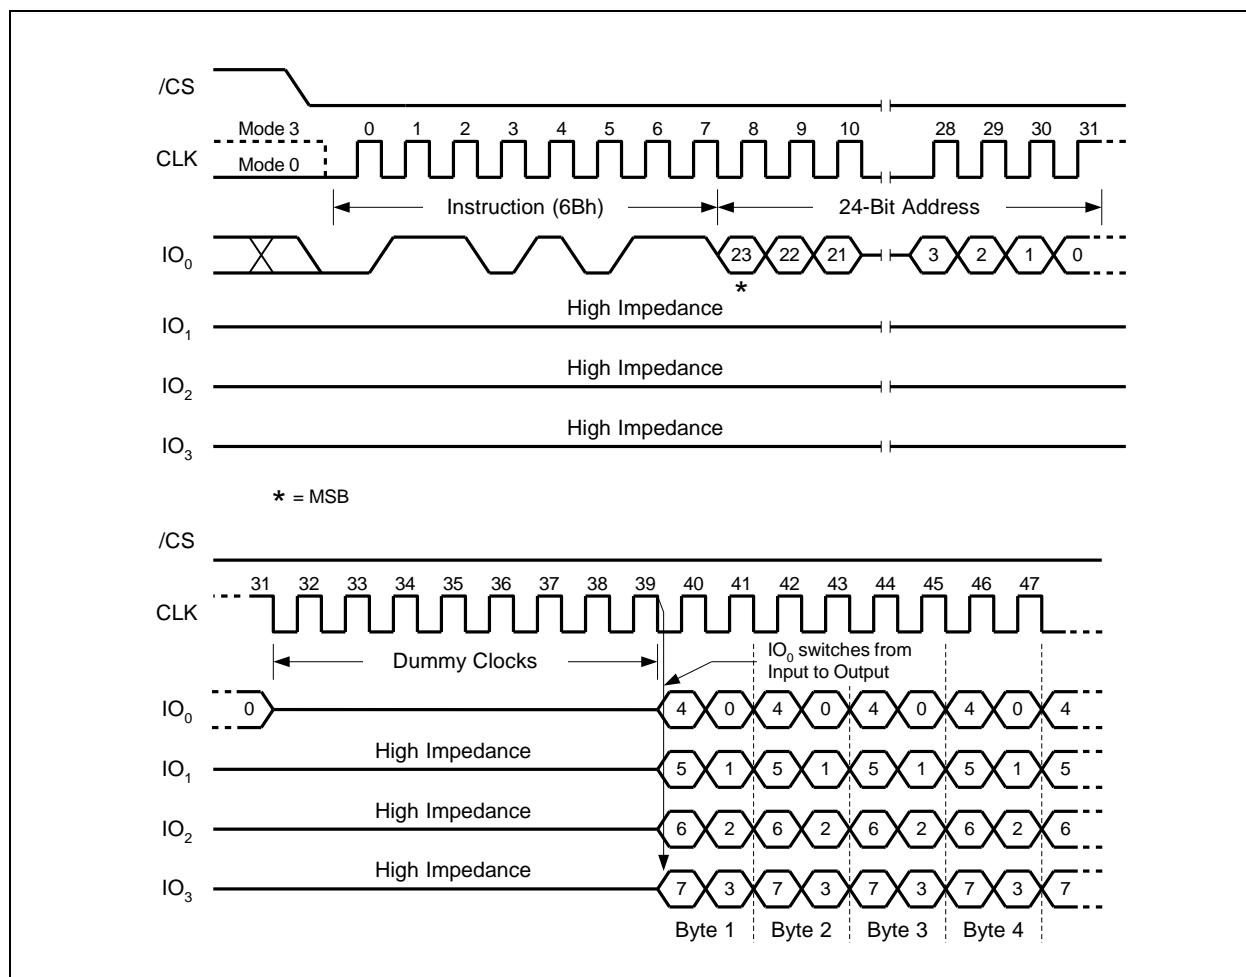 /CS
Mode 3
0 1 2 3 4 5 6 7 8 9 10 28 29 30 31
CLK
Mode 0
Instruction (6Bh) 24-Bit Address
IO0 23 22 21 3 2 1 0
*
High Impedance
IO1
High Impedance
IO2
High Impedance
IO3
* = MSB
/CS
31 32 33 34 35 36 37 38 39 40 41 42 43 44 45 46 47
CLK
Dummy Clocks
IO0 switches from
Input to Output
IO0 0 4 0 4 0 4 0 4 0 4
High Impedance
IO1 5 1 5 1 5 1 5 1 5
High Impedance
IO2 6 2 6 2 6 2 6 2 6
High Impedance
IO3 7 3 7 3 7 3 7 3 7
Byte 1 Byte 2 Byte 3 Byte 4